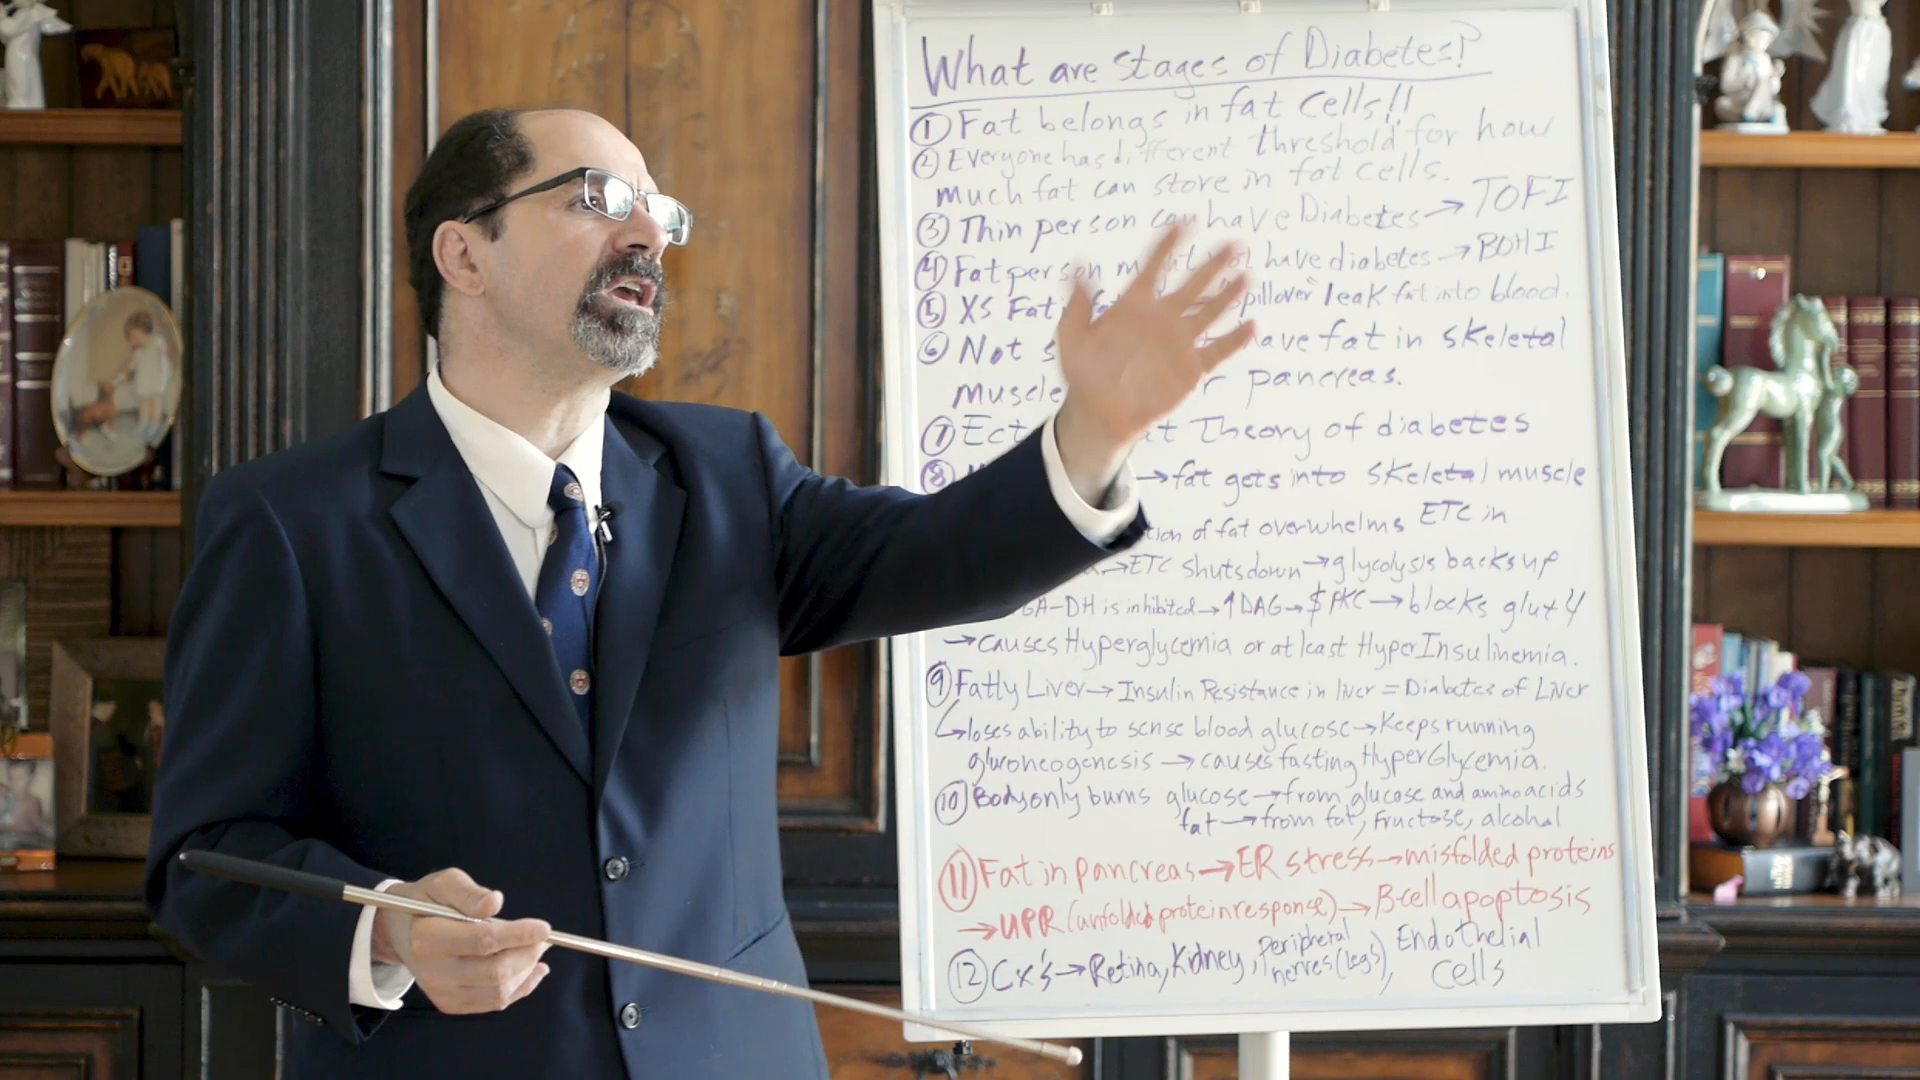 What are stages of Diabetes?
① Fat belongs in fat cells!!
② Everyone has different threshold for how
much fat can store in fat cells.
③ Thin person can have Diabetes → TOFI
④ Fat person might not have diabetes → BOHI
⑤ XS Fat "spillover" leak fat into blood.
⑥ Not have fat in skeletal
muscle r pancreas.
⑦ Ect t Theory of diabetes
⑧ → fat gets into skeletal muscle
tion of fat overwhelms ETC in
→ ETC shutsdown → glycolysis backs up
GA-DH is inhibited → ↑DAG → $PKC → blocks glut 4
→ causes Hyperglycemia or at least HyperInsulinemia.
⑨ Fatty Liver → Insulin Resistance in liver = Diabetes of Liver
↳ loses ability to sense blood glucose → Keeps running
gluconeogenesis → causes fasting HyperGlycemia.
⑩ Body only burns glucose → from glucose and amino acids
fat → from fat, fructose, alcohol
⑪ Fat in pancreas → ER stress → misfolded proteins
→ UPR (unfolded protein response) → B-cell apoptosis
⑫ Cx's → Retina, Kidney, peripheral nerves (legs), Endothelial
cells